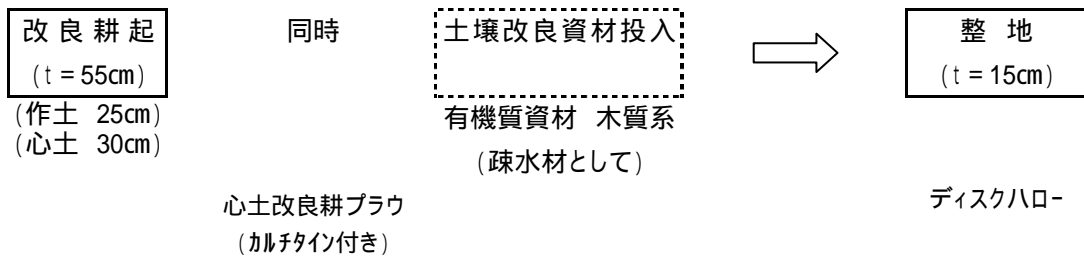 改良耕起
(t=55cm)
(作土 25cm)
(心土 30cm)
同時
土壌改良資材投入
有機質資材 木質系
(疎水材として)
整 地
(t=15cm)
心土改良耕プラウ
(ｶﾙﾁﾀｲﾝ付き)
ディスクハロー